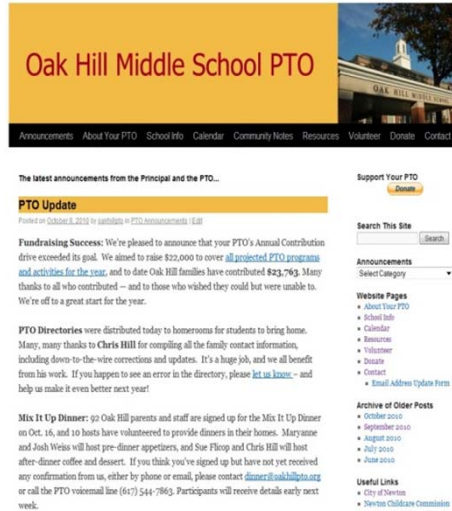 Oak Hill Middle School PTO
OAK HILL MIDDLE SCHOOL
Announcements About Your PTO School Info Calendar Community Notes Resources Volunteer Donate Contact
The latest announcements from the Principal and the PTO...
PTO Update
Posted on October 8, 2010 by oakhillpto in PTO Announcements | Edit
Fundraising Success: We're pleased to announce that your PTO's Annual Contribution
drive exceeded its goal. We aimed to raise $22,000 to cover all projected PTO programs
and activities for the year, and to date Oak Hill families have contributed $23,763. Many
thanks to all who contributed — and to those who wished they could but were unable to.
We're off to a great start for the year.
PTO Directories were distributed today to homerooms for students to bring home.
Many, many thanks to Chris Hill for compiling all the family contact information,
including down-to-the-wire corrections and updates. It's a huge job, and we all benefit
from his work. If you happen to see an error in the directory, please let us know – and
help us make it even better next year!
Mix It Up Dinner: 92 Oak Hill parents and staff are signed up for the Mix It Up Dinner
on Oct. 16, and 10 hosts have volunteered to provide dinners in their homes. Maryanne
and Josh Weiss will host pre-dinner appetizers, and Sue Flicop and Chris Hill will host
after-dinner coffee and dessert. If you think you've signed up but have not yet received
any confirmation from us, either by phone or email, please contact dinner@oakhillpto.org
or call the PTO voicemail line (617) 544-7863. Participants will receive details early next
week.
Support Your PTO
Donate
Search This Site
Search
Announcements
Select Category
Website Pages
About Your PTO
School Info
Calendar
Resources
Volunteer
Donate
Contact
Email Address Update Form
Archive of Older Posts
October 2010
September 2010
August 2010
July 2010
June 2010
Useful Links
City of Newton
Newton Childcare Commission